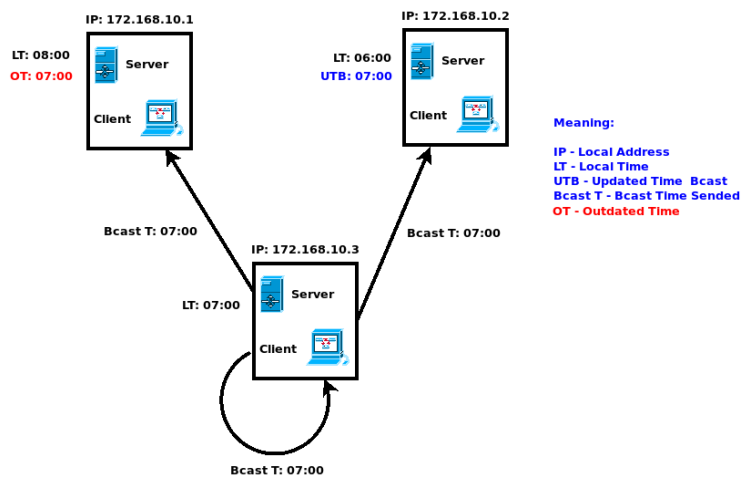 IP: 172.168.10.1
LT: 08:00
OT: 07:00
Server
Client
IP: 172.168.10.2
LT: 06:00
UTB: 07:00
Server
Client
Meaning:
IP - Local Address
LT - Local Time
UTB - Updated Time  Bcast
Bcast T - Bcast Time Sended
OT - Outdated Time
Bcast T: 07:00
Bcast T: 07:00
IP: 172.168.10.3
LT: 07:00
Server
Client
Bcast T: 07:00